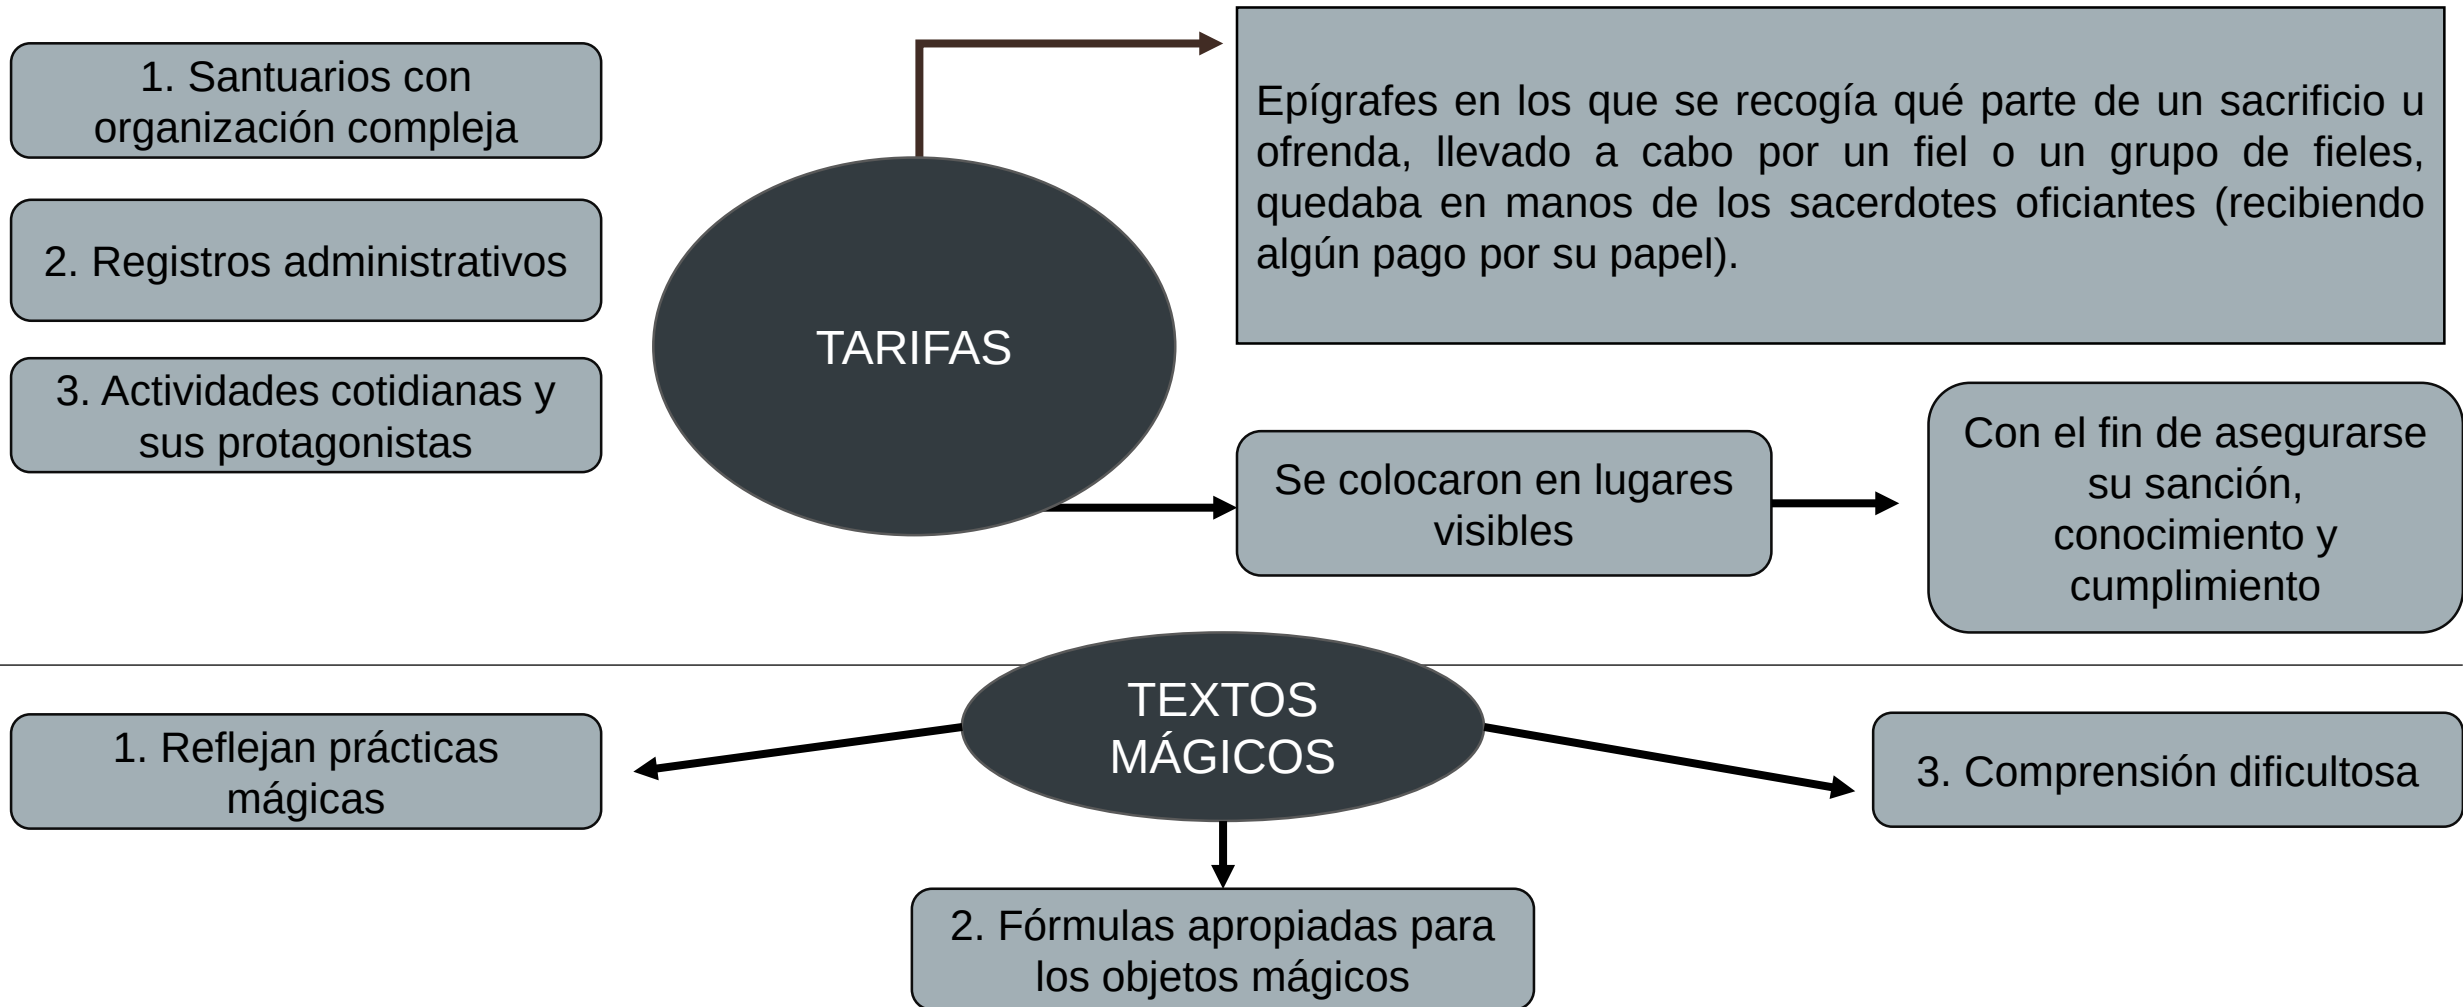 1. Santuarios con
organización compleja
2. Registros administrativos
3. Actividades cotidianas y
sus protagonistas
TARIFAS
Epígrafes en los que se recogía qué parte de un sacrificio u
ofrenda, llevado a cabo por un fiel o un grupo de fieles,
quedaba en manos de los sacerdotes oficiantes (recibiendo
algún pago por su papel).
Se colocaron en lugares
visibles
Con el fin de asegurarse
su sanción,
conocimiento y
cumplimiento
TEXTOS
MÁGICOS
1. Reflejan prácticas
mágicas
2. Fórmulas apropiadas para
los objetos mágicos
3. Comprensión dificultosa